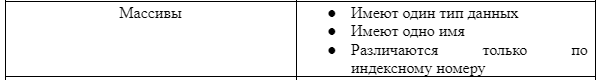 Массивы
● Имеют один тип данных
● Имеют одно имя
● Различаются только по
индексному номеру